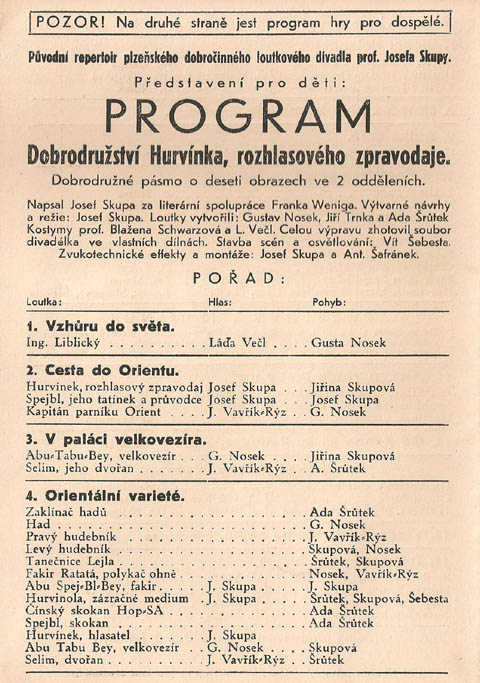 POZOR! Na druhé straně jest program hry pro dospělé.
Původní repertoir plzeňského dobročinného loutkového divadla prof. Josefa Skupy.
Představení pro děti:
PROGRAM
Dobrodružství Hurvínka, rozhlasového zpravodaje.
Dobrodružné pásmo o deseti obrazech ve 2 odděleních.
Napsal Josef Skupa za literární spolupráce Franka Weniga. Výtvarné návrhy
a režie: Josef Skupa. Loutky vytvořili: Gustav Nosek, Jiří Trnka a Ada Šrůtek
Kostymy prof. Blažena Schwarzová a L. Večl. Celou výpravu zhotovil soubor
divadélka ve vlastních dílnách. Stavba scén a osvětlování: Vít Šebesta.
Zvukotechnické effekty a montáže: Josef Skupa a Ant. Šafránek.
POŘAD:
Loutka: Hlas: Pohyb:
1. Vzhůru do světa.
Ing. Liblický . . . . . . . . . . Láďa Večl . . . . Gusta Nosek
2. Cesta do Orientu.
Hurvínek, rozhlasový zpravodaj Josef Skupa . . . Jiřina Skupová
Spejbl, jeho tatínek a průvodce Josef Skupa . . . Josef Skupa
Kapitán parníku Orient . . . . J. Vavřík-Rýz . . G. Nosek
3. V paláci velkovezíra.
Abu-Tabu-Bey, velkovezír . . G. Nosek . . . . Jiřina Skupová
Selim, jeho dvořan . . . . . . J. Vavřík-Rýz . . A. Šrůtek
4. Orientální varieté.
Zaklínač hadů . . . . . . . . . . . . . . . . . Ada Šrůtek
Had . . . . . . . . . . . . . . . . . . . . . . G. Nosek
Pravý hudebník . . . . . . . . . . . . . . . . J. Vavřík-Rýz
Levý hudebník . . . . . . . . . . . . . . . . Skupová, Nosek
Tanečnice Lejla . . . . . . . . . . . . . . . Šrůtek, Skupová
Fakir Ratatá, polykač ohně . . . . . . . . . . Nosek, Vavřík-Rýz
Abu Spej-Bl-Bey, fakir . . . . J. Skupa . . . . J. Skupa
Hurvinola, zázračné medium . J. Skupa . . . . Šrůtek, Skupová, Šebesta
Čínský skokan Hop-SA . . . . . . . . . . . . Ada Šrůtek
Spejbl, skokan . . . . . . . . . . . . . . . . Ada Šrůtek
Hurvínek, hlasatel . . . . . . J. Skupa
Abu Tabu Bey, velkovezír . . G. Nosek . . . . Skupová
Selim, dvořan . . . . . . . . J. Vavřík-Rýz . . Šrůtek